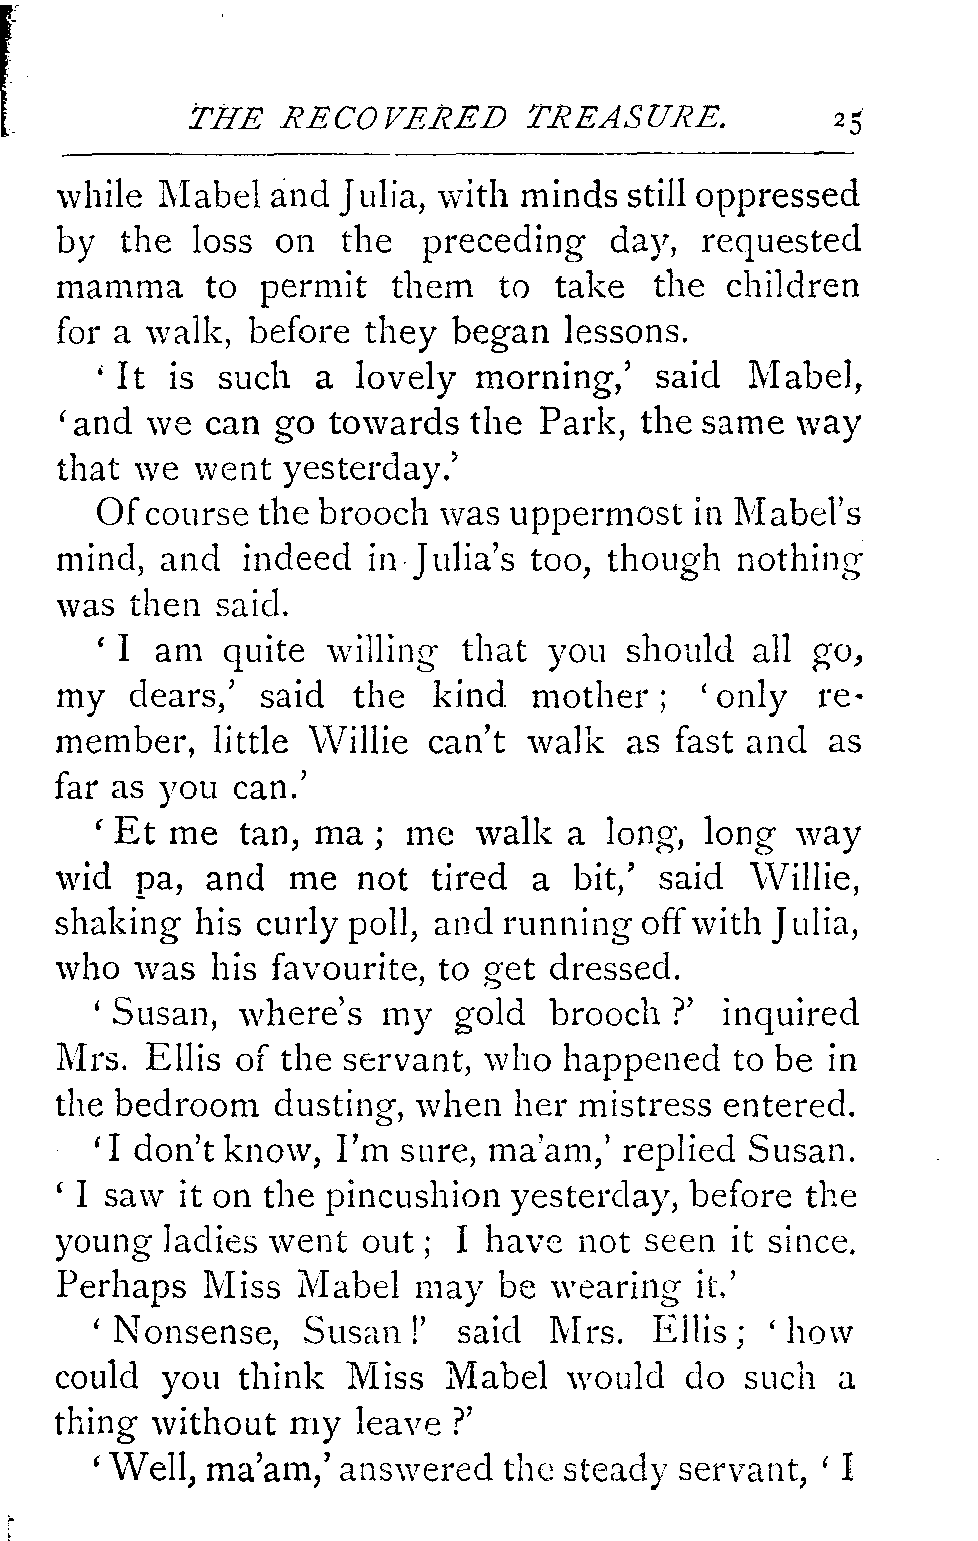 THE RECOVERED TREASURE. 25
while Mabel and Julia, with minds still oppressed
by the loss on the preceding day, requested
mamma to permit them to take the children
for a walk, before they began lessons.
‘It is such a lovely morning,’ said Mabel,
‘and we can go towards the Park, the same way
that we went yesterday.’
Of course the brooch was uppermost in Mabel’s
mind, and indeed in Julia’s too, though nothing
was then said.
‘I am quite willing that you should all go,
my dears,’ said the kind mother; ‘only re-
member, little Willie can’t walk as fast and as
far as you can.’
‘Et me tan, ma; me walk a long, long way
wid pa, and me not tired a bit,’ said Willie,
shaking his curly poll, and running off with Julia,
who was his favourite, to get dressed.
‘Susan, where’s my gold brooch?’ inquired
Mrs. Ellis of the servant, who happened to be in
the bedroom dusting, when her mistress entered.
‘I don’t know, I’m sure, ma’am,’ replied Susan.
‘I saw it on the pincushion yesterday, before the
young ladies went out; I have not seen it since.
Perhaps Miss Mabel may be wearing it.’
‘Nonsense, Susan!’ said Mrs. Ellis; ‘how
could you think Miss Mabel would do such a
thing without my leave?’
‘Well, ma’am,’ answered the steady servant, ‘I